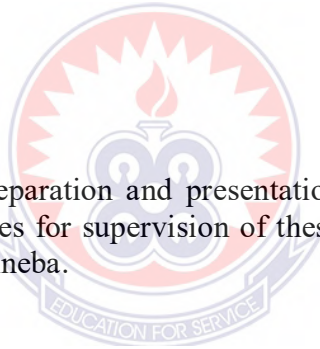 eparation and presentatio
es for supervision of thes
neba.
EDUCATION FOR SERVICE